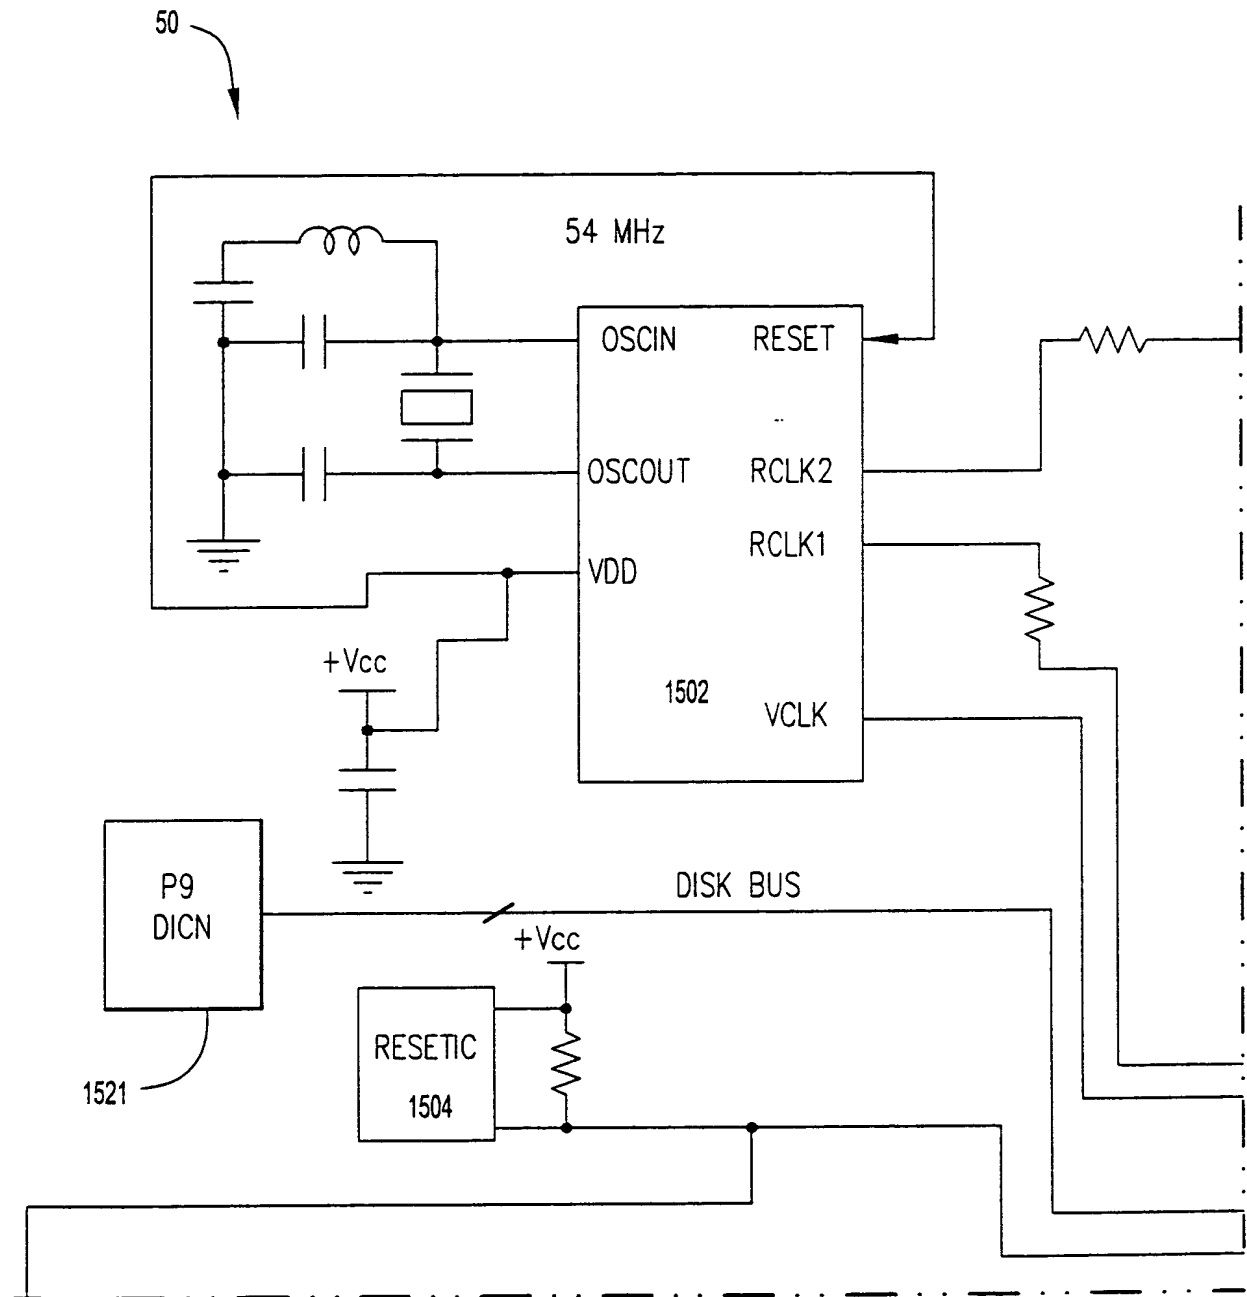 50
54 MHz
OSCIN
RESET
OSCOUT
RCLK2
RCLK1
VDD
+Vcc
1502
VCLK
P9
DICN
DISK BUS
+Vcc
RESETIC
1504
1521